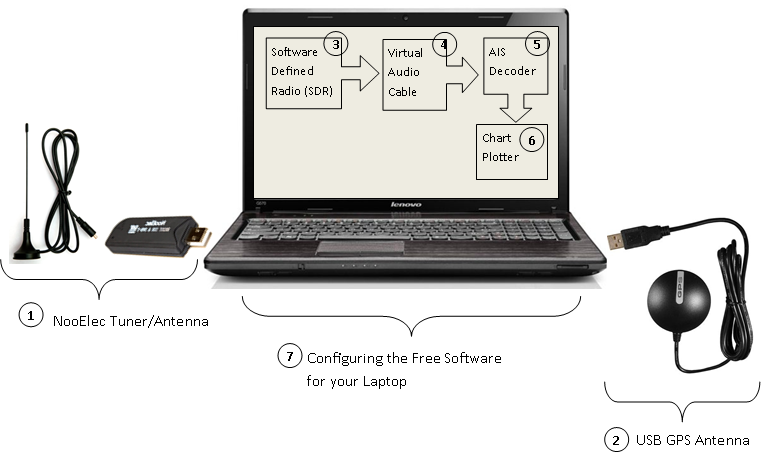 Software
Defined
Radio (SDR)
3
Virtual
Audio
Cable
4
AIS
Decoder
5
Chart
Plotter
6
lenovo
NooElec
GPS
1 NooElec Tuner/Antenna
7 Configuring the Free Software
for your Laptop
2 USB GPS Antenna